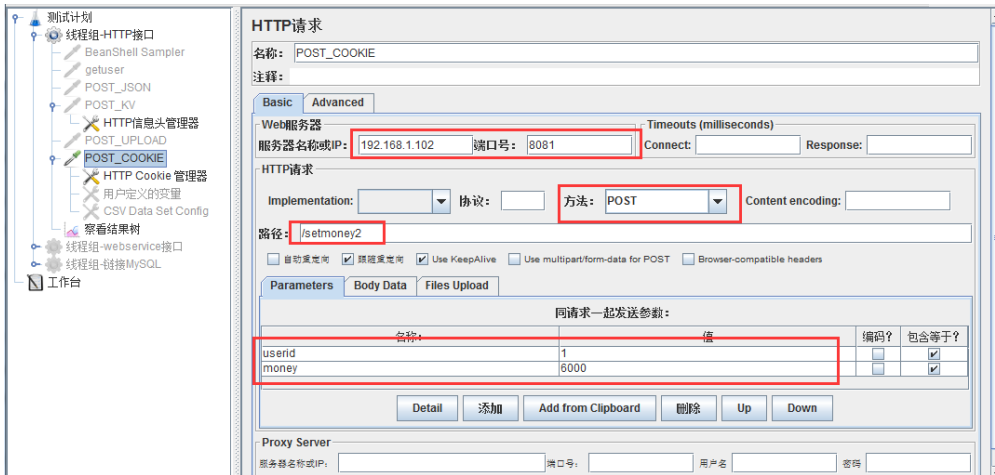 测试计划
线程组-HTTP接口
BeanShell Sampler
getuser
POST_JSON
POST_KV
HTTP信息头管理器
POST_UPLOAD
POST_COOKIE
HTTP Cookie 管理器
用户定义的变量
CSV Data Set Config
察看结果树
线程组-webservice接口
线程组-链接MySQL
工作台
HTTP请求
名称: POST_COOKIE
注释:
Basic Advanced
Web服务器 Timeouts (milliseconds)
服务器名称或IP: 192.168.1.102 端口号: 8081 Connect: Response:
HTTP请求
Implementation: 协议: 方法: POST Content encoding:
路径: /setmoney2
自动重定向 跟随重定向 Use KeepAlive Use multipart/form-data for POST Browser-compatible headers
Parameters Body Data Files Upload
同请求一起发送参数:
名称: 值 编码? 包含等于?
userid 1
money 6000
Detail 添加 Add from Clipboard 删除 Up Down
Proxy Server
服务器名称或IP: 端口号: 用户名 密码